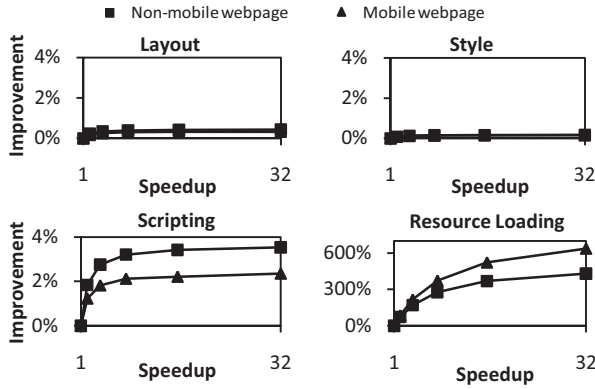 Non-mobile webpage Mobile webpage
Layout Style
Improvement
4% 4%
2% 2%
0% 0%
1 32 1 32
Speedup Speedup
Scripting Resource Loading
Improvement
4% 600%
2% 300%
0% 0%
1 32 1 32
Speedup Speedup